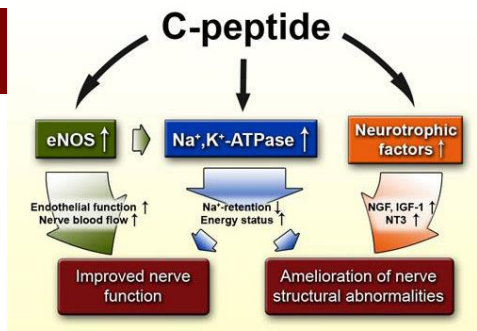 C-peptide
eNOS ↑
Na⁺,K⁺-ATPase ↑
Neurotrophic
factors ↑
Endothelial function ↑
Nerve blood flow ↑
Na⁺-retention ↓
Energy status ↑
NGF, IGF-1 ↑
NT3 ↑
Improved nerve
function
Amelioration of nerve
structural abnormalities